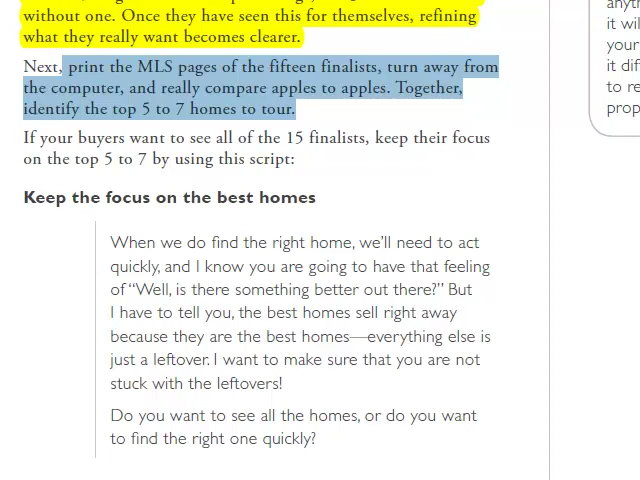 without one. Once they have seen this for themselves, refining
what they really want becomes clearer.
Next, print the MLS pages of the fifteen finalists, turn away from
the computer, and really compare apples to apples. Together,
identify the top 5 to 7 homes to tour.
If your buyers want to see all of the 15 finalists, keep their focus
on the top 5 to 7 by using this script:
Keep the focus on the best homes
When we do find the right home, we’ll need to act
quickly, and I know you are going to have that feeling
of “Well, is there something better out there?” But
I have to tell you, the best homes sell right away
because they are the best homes—everything else is
just a leftover. I want to make sure that you are not
stuck with the leftovers!
Do you want to see all the homes, or do you want
to find the right one quickly?
it wil
your
it dif
to re
prop